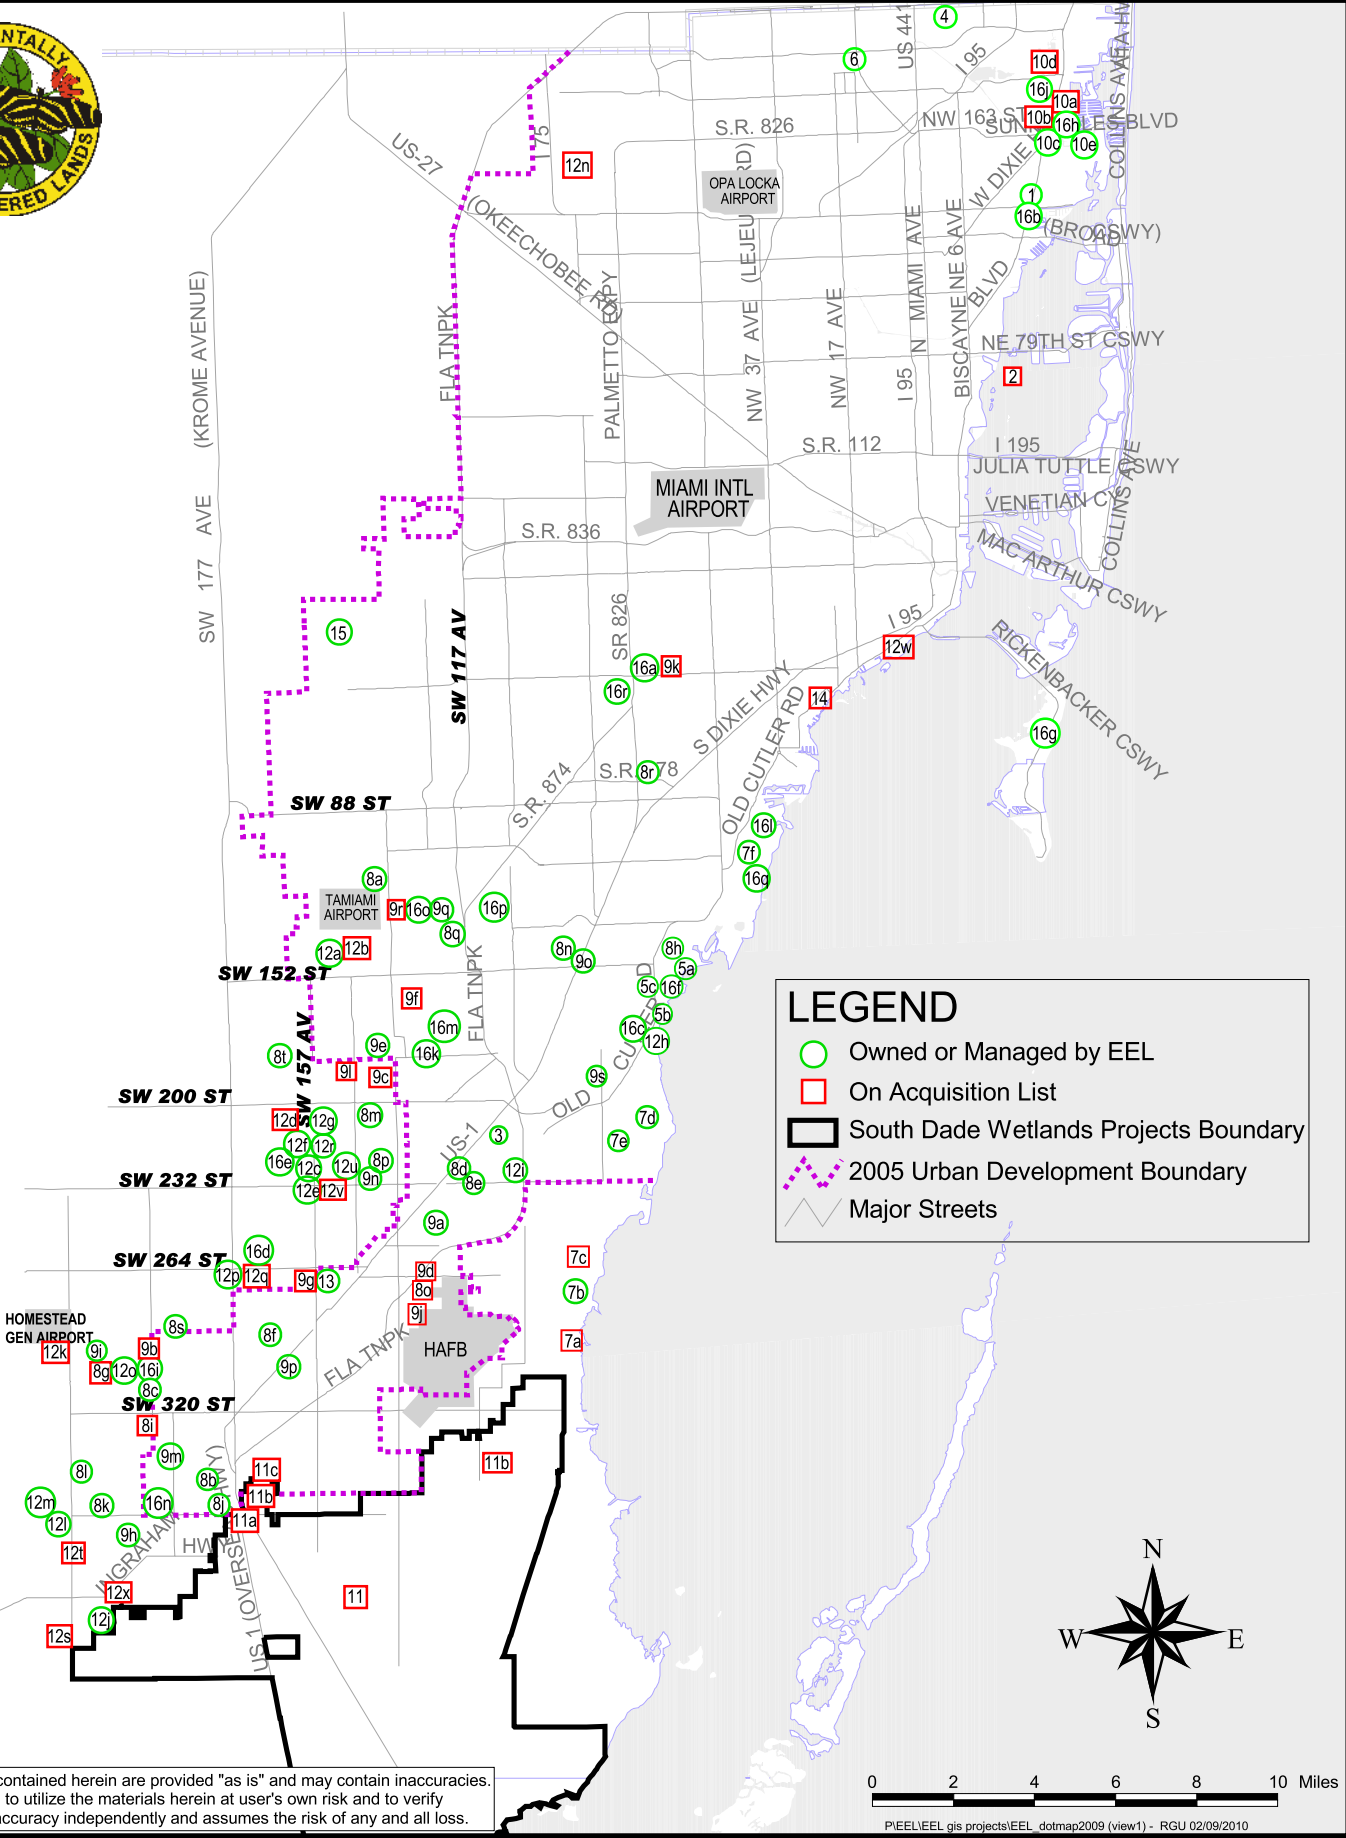 NTALLY
ERED LANDS
4
US 441
I 95
COLLINS AVE
A1A HWY
6
10d
16j
10a
10b
16h
NW 163 ST
BLVD
S.R. 826
10c
10e
US-27
I 75
12n
OPA LOCKA
AIRPORT
W DIXIE
1
16b
(BROAD CSWY)
(OKEECHOBEE RD)
FLA TNPK
PALMETTO EXPY
NW 37 AVE (LEJEU RD)
NW 17 AVE
I 95
N MIAMI AVE
BISCAYNE
NE 6 AVE
BLVD
NE 79TH ST CSWY
2
SW 177 AVE (KROME AVENUE)
S.R. 112
I 195
JULIA TUTTLE CSWY
VENETIAN CY
COLLINS AVE
MAC ARTHUR CSWY
MIAMI INTL
AIRPORT
S.R. 836
15
SW 117 AV
SR 826
16a
9k
16r
I 95
12w
14
S DIXIE HWY
OLD CUTLER RD
RICKENBACKER CSWY
16g
S.R. 874
S.R. 78
8r
SW 88 ST
16l
7f
16q
8a
TAMIAMI
AIRPORT
9r
16o
9q
16p
8q
12a
12b
8n
9o
8h
5a
SW 152 ST
5c
16f
FLA TNPK
9f
16m
5b
16c
12h
OLD CUTLER RD
8t
9e
16k
SW 157 AV
9l
9c
9s
SW 200 ST
12d
12g
8m
7d
3
7e
12f
12r
US-1
16e
12c
12u
8p
9n
8d
8e
12i
SW 232 ST
12e
12v
9a
16d
SW 264 ST
12p
12q
9g
13
9d
8o
9j
7c
7b
7a
HOMESTEAD
GEN AIRPORT
8s
8f
HAFB
12k
9i
9b
8g
12o
16i
9p
FLA TNPK
8c
SW 320 ST
8i
9m
8l
8b
11c
11b
11b
12m
8k
16n
8j
12l
11a
9h
INGRAHAM HW
12t
12x
12j
12s
11
US 1 (OVERSE HWY)
LEGEND
Owned or Managed by EEL
On Acquisition List
South Dade Wetlands Projects Boundary
2005 Urban Development Boundary
Major Streets
N
W
E
S
0 2 4 6 8 10 Miles
contained herein are provided "as is" and may contain inaccuracies.
to utilize the materials herein at user's own risk and to verify
accuracy independently and assumes the risk of any and all loss.
P\EEL\EEL gis projects\EEL_dotmap2009 (view1) - RGU 02/09/2010